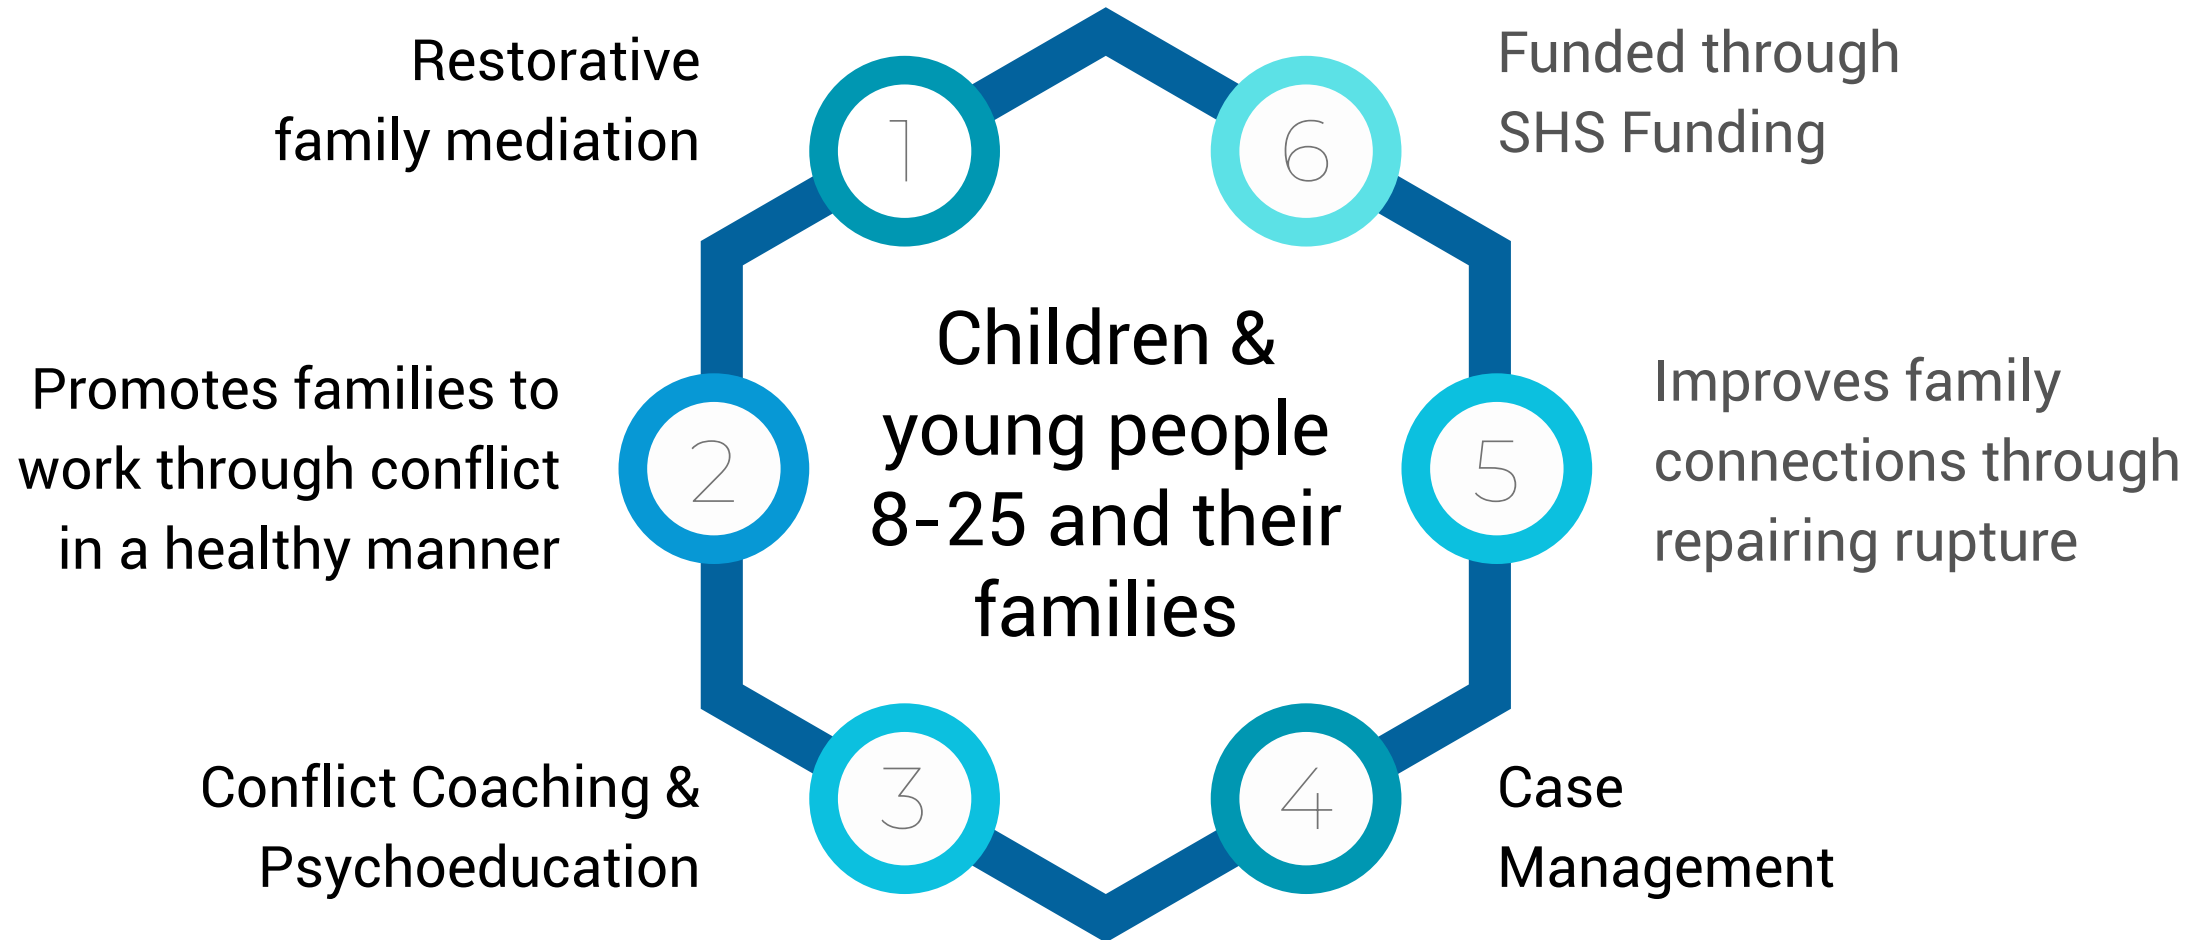 Restorative
family mediation
1
Promotes families to
work through conflict
in a healthy manner
2
Conflict Coaching &
Psychoeducation
3
Children &
young people
8-25 and their
families
4
Case
Management
5
Improves family
connections through
repairing rupture
6
Funded through
SHS Funding